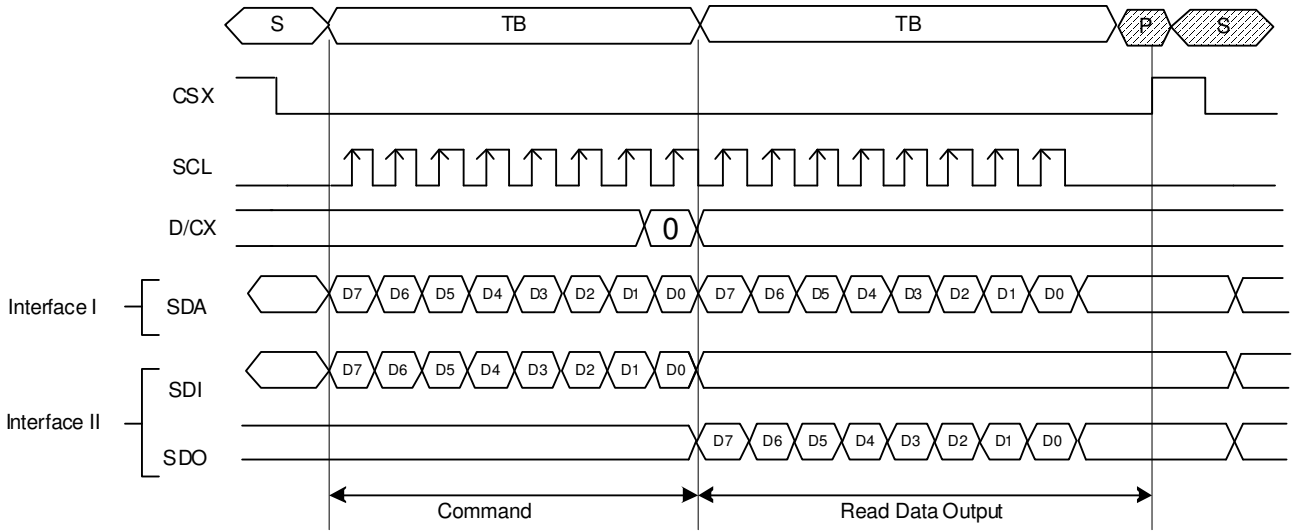 S TB TB P S
CSX
SCL
D/CX 0
Interface I SDA D7 D6 D5 D4 D3 D2 D1 D0 D7 D6 D5 D4 D3 D2 D1 D0
SDI D7 D6 D5 D4 D3 D2 D1 D0
Interface II
SDO D7 D6 D5 D4 D3 D2 D1 D0
Command Read Data Output